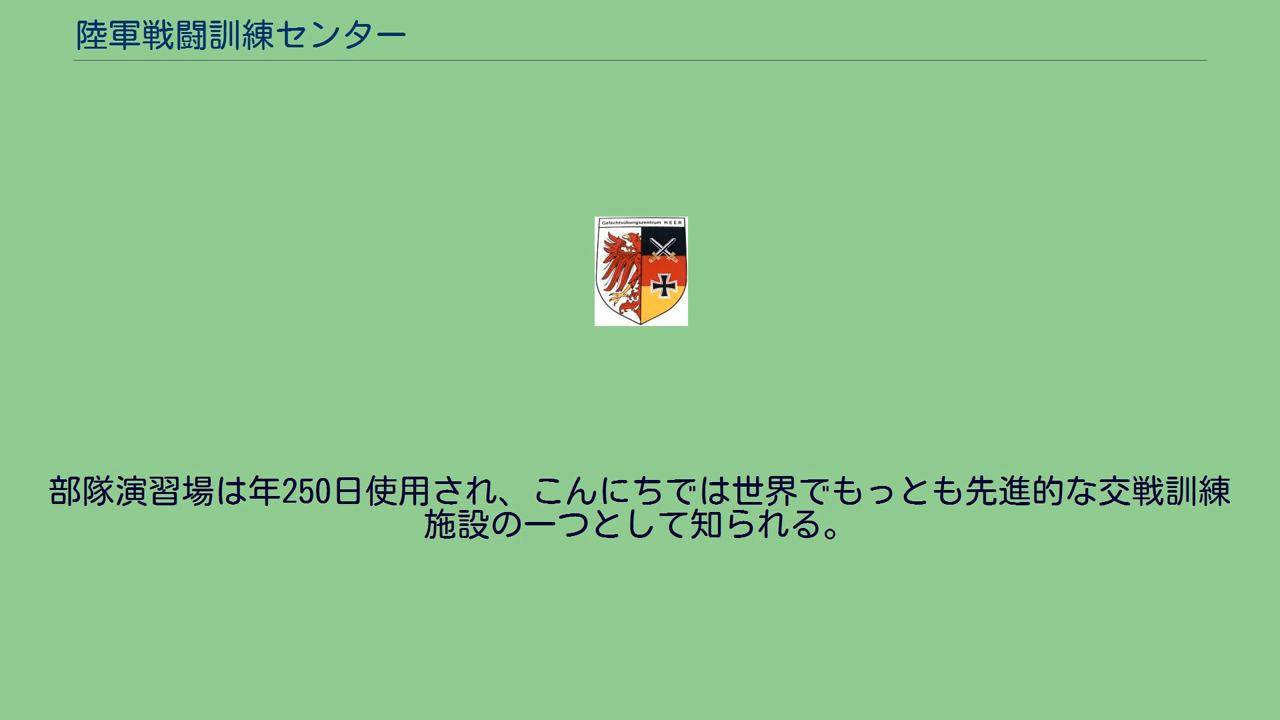 陸軍戦闘訓練センター
Gefechtsübungszentrum HEER
部隊演習場は年250日使用され、こんにちでは世界でもっとも先進的な交戦訓練
施設の一つとして知られる。